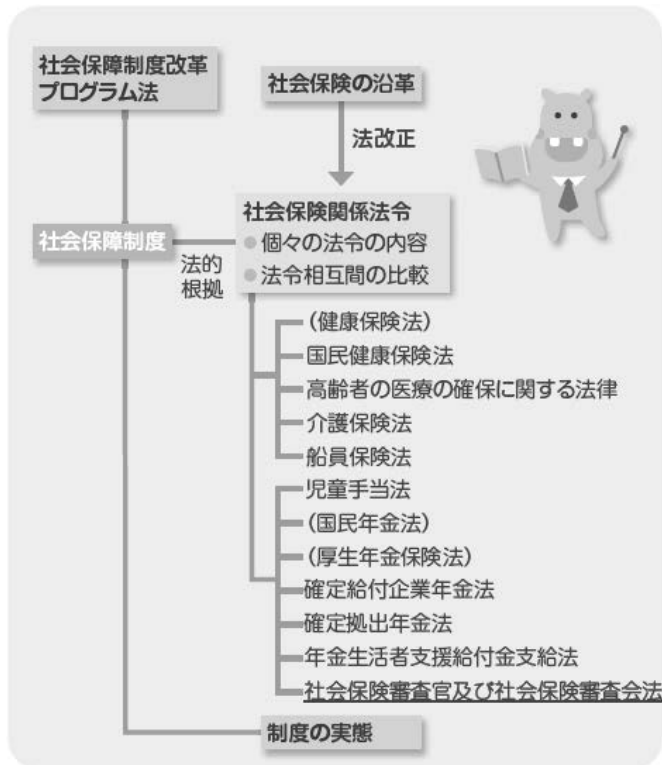 社会保障制度改革
プログラム法
社会保険の沿革
法改正
社会保障制度
法的
根拠
社会保険関係法令
●個々の法令の内容
●法令相互間の比較
(健康保険法)
国民健康保険法
高齢者の医療の確保に関する法律
介護保険法
船員保険法
児童手当法
(国民年金法)
(厚生年金保険法)
確定給付企業年金法
確定拠出年金法
年金生活者支援給付金支給法
社会保険審査官及び社会保険審査会法
制度の実態